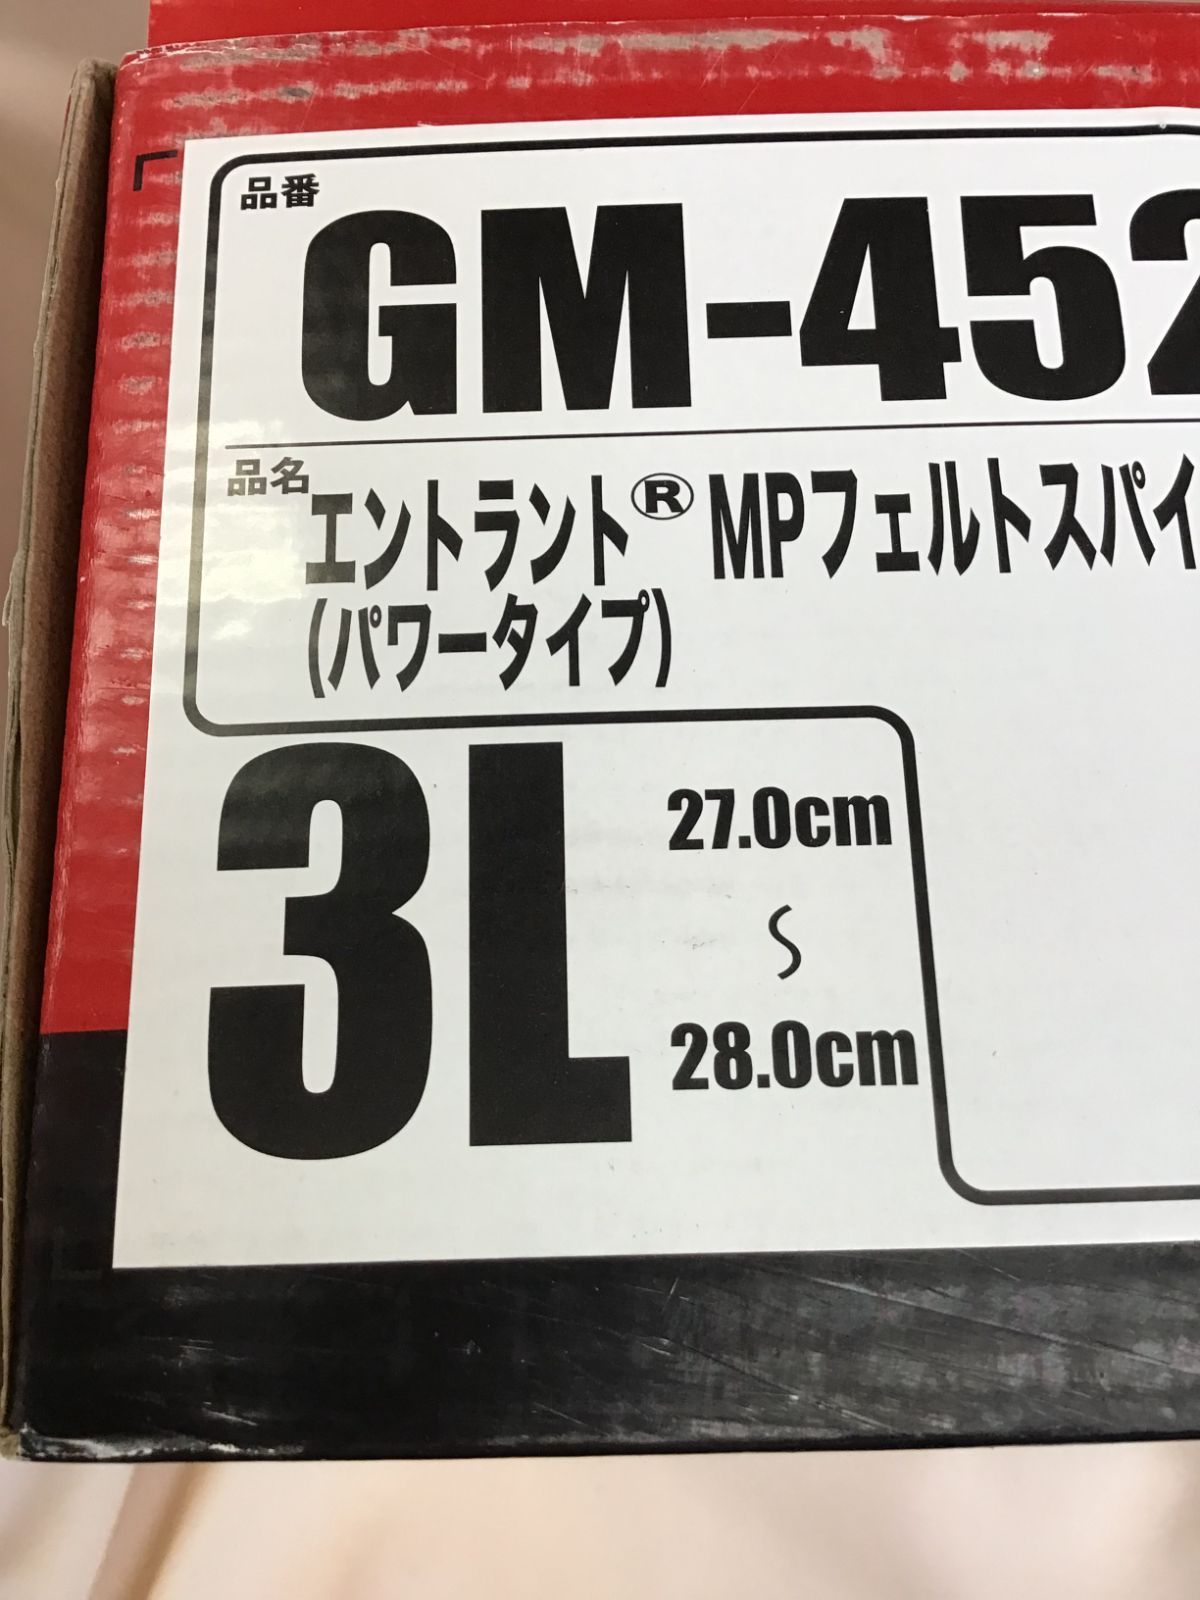 品番
GM-452
品名
エントラント® MPフェルトスパイ
(パワータイプ)
3L
27.0cm
〜
28.0cm